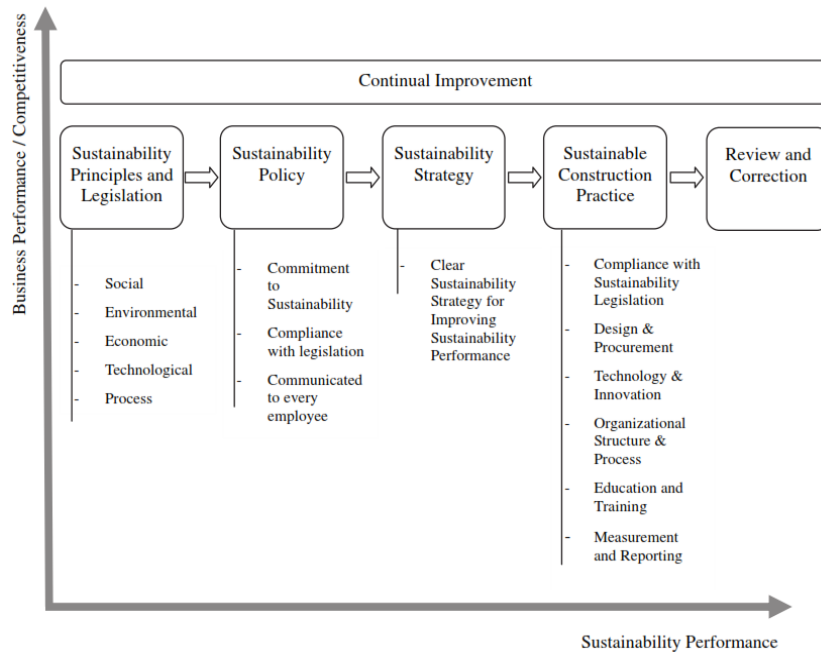 Business Performance / Competitiveness
Continual Improvement
Sustainability
Principles and
Legislation
Sustainability
Policy
Sustainability
Strategy
Sustainable
Construction
Practice
Review and
Correction
- Social
- Environmental
- Economic
- Technological
- Process
- Commitment
to
Sustainability
- Compliance
with legislation
- Communicated
to every
employee
- Clear
Sustainability
Strategy for
Improving
Sustainability
Performance
- Compliance with
Sustainability
Legislation
- Design &
Procurement
- Technology &
Innovation
- Organizational
Structure &
Process
- Education and
Training
- Measurement
and Reporting
Sustainability Performance